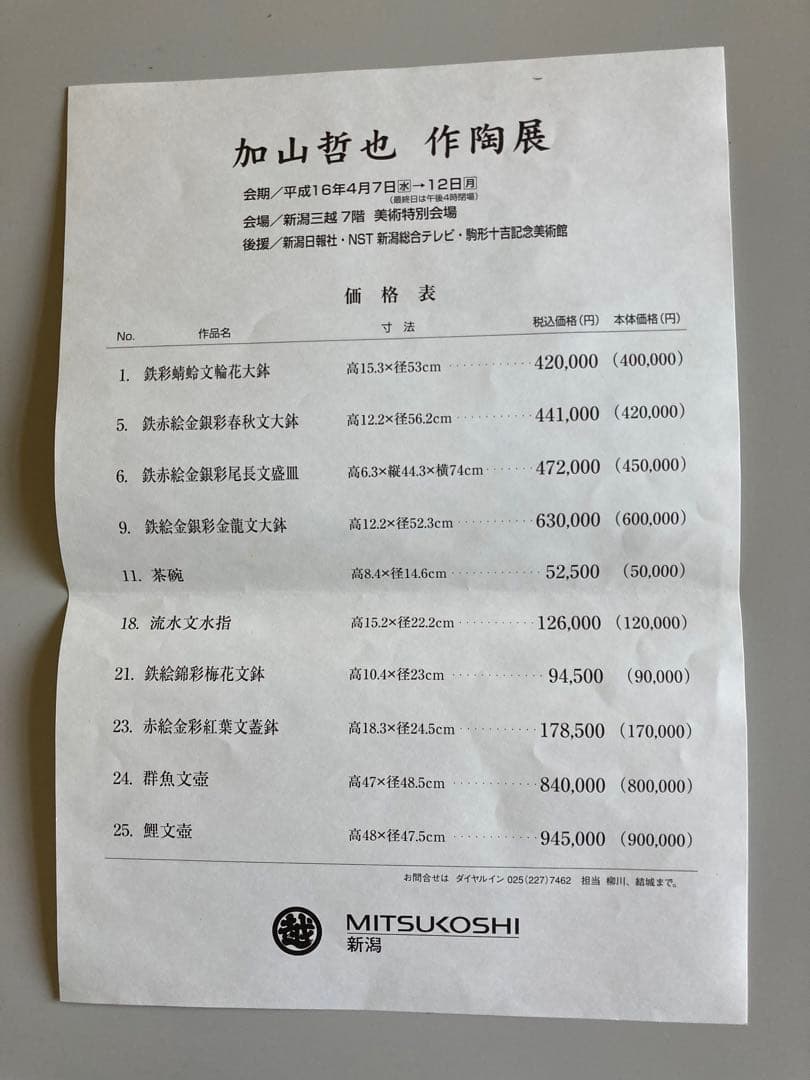 加山哲也 作陶展
会期／平成16年4月7日㊌→12日㊊
（最終日は午後4時閉場）
会場／新潟三越 7階 美術特別会場
後援／新潟日報社・NST 新潟総合テレビ・駒形十吉記念美術館
価格表
No. 作品名 寸法 税込価格（円） 本体価格（円）
1. 鉄彩蜻蛉文輪花大鉢 高15.3×径53cm ········· 420,000 （400,000）
5. 鉄赤絵金銀彩春秋文大鉢 高12.2×径56.2cm ········· 441,000 （420,000）
6. 鉄赤絵金銀彩尾長文盛皿 高6.3×縦44.3×横74cm ······ 472,000 （450,000）
9. 鉄絵金銀彩金龍文大鉢 高12.2×径52.3cm ········· 630,000 （600,000）
11. 茶碗 高8.4×径14.6cm ··········· 52,500 （50,000）
18. 流水文水指 高15.2×径22.2cm ········· 126,000 （120,000）
21. 鉄絵錦彩梅花文鉢 高10.4×径23cm ··········· 94,500 （90,000）
23. 赤絵金彩紅葉文蓋鉢 高18.3×径24.5cm ········· 178,500 （170,000）
24. 群魚文壺 高47×径48.5cm ·········· 840,000 （800,000）
25. 鯉文壺 高48×径47.5cm ·········· 945,000 （900,000）
お問合せは ダイヤルイン 025（227）7462 担当 柳川、結城まで。
越 MITSUKOSHI
新潟